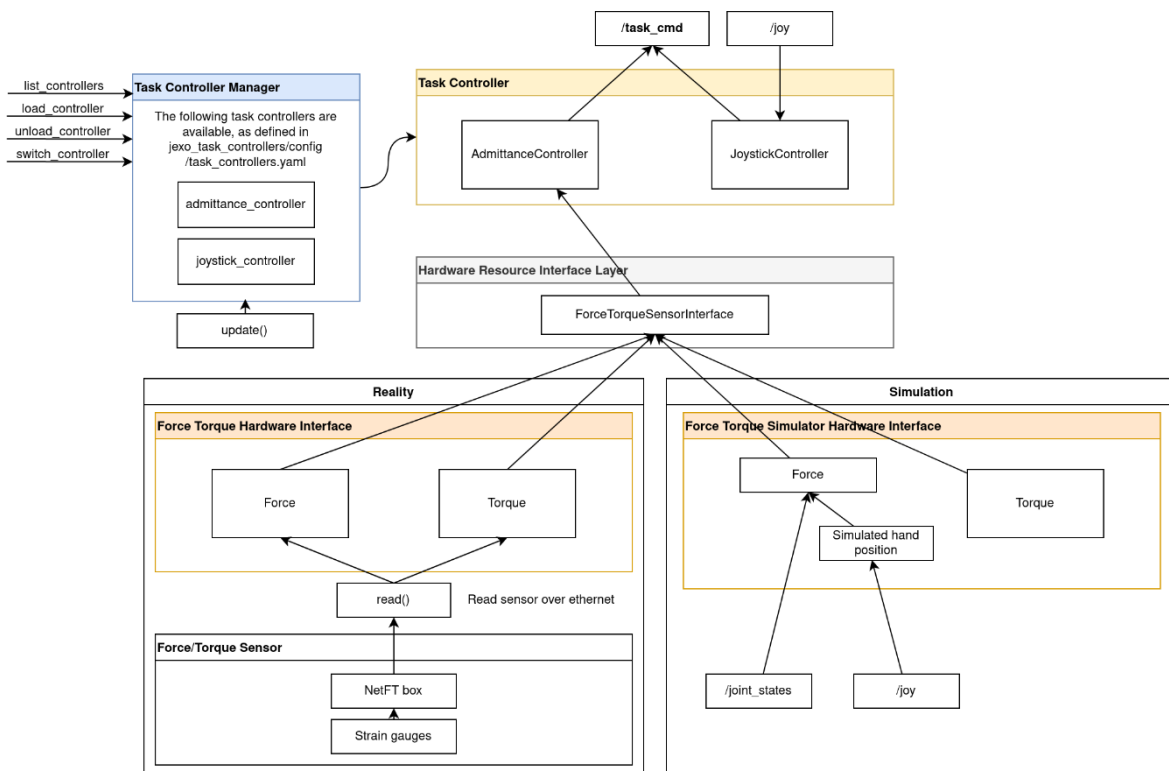 /task_cmd
/joy
list_controllers
load_controller
unload_controller
switch_controller
Task Controller Manager
The following task controllers are
available, as defined in
jexo_task_controllers/config
/task_controllers.yaml
admittance_controller
joystick_controller
update()
Task Controller
AdmittanceController
JoystickController
Hardware Resource Interface Layer
ForceTorqueSensorInterface
Reality
Force Torque Hardware Interface
Force
Torque
read()
Read sensor over ethernet
Force/Torque Sensor
NetFT box
Strain gauges
Simulation
Force Torque Simulator Hardware Interface
Force
Torque
Simulated hand
position
/joint_states
/joy